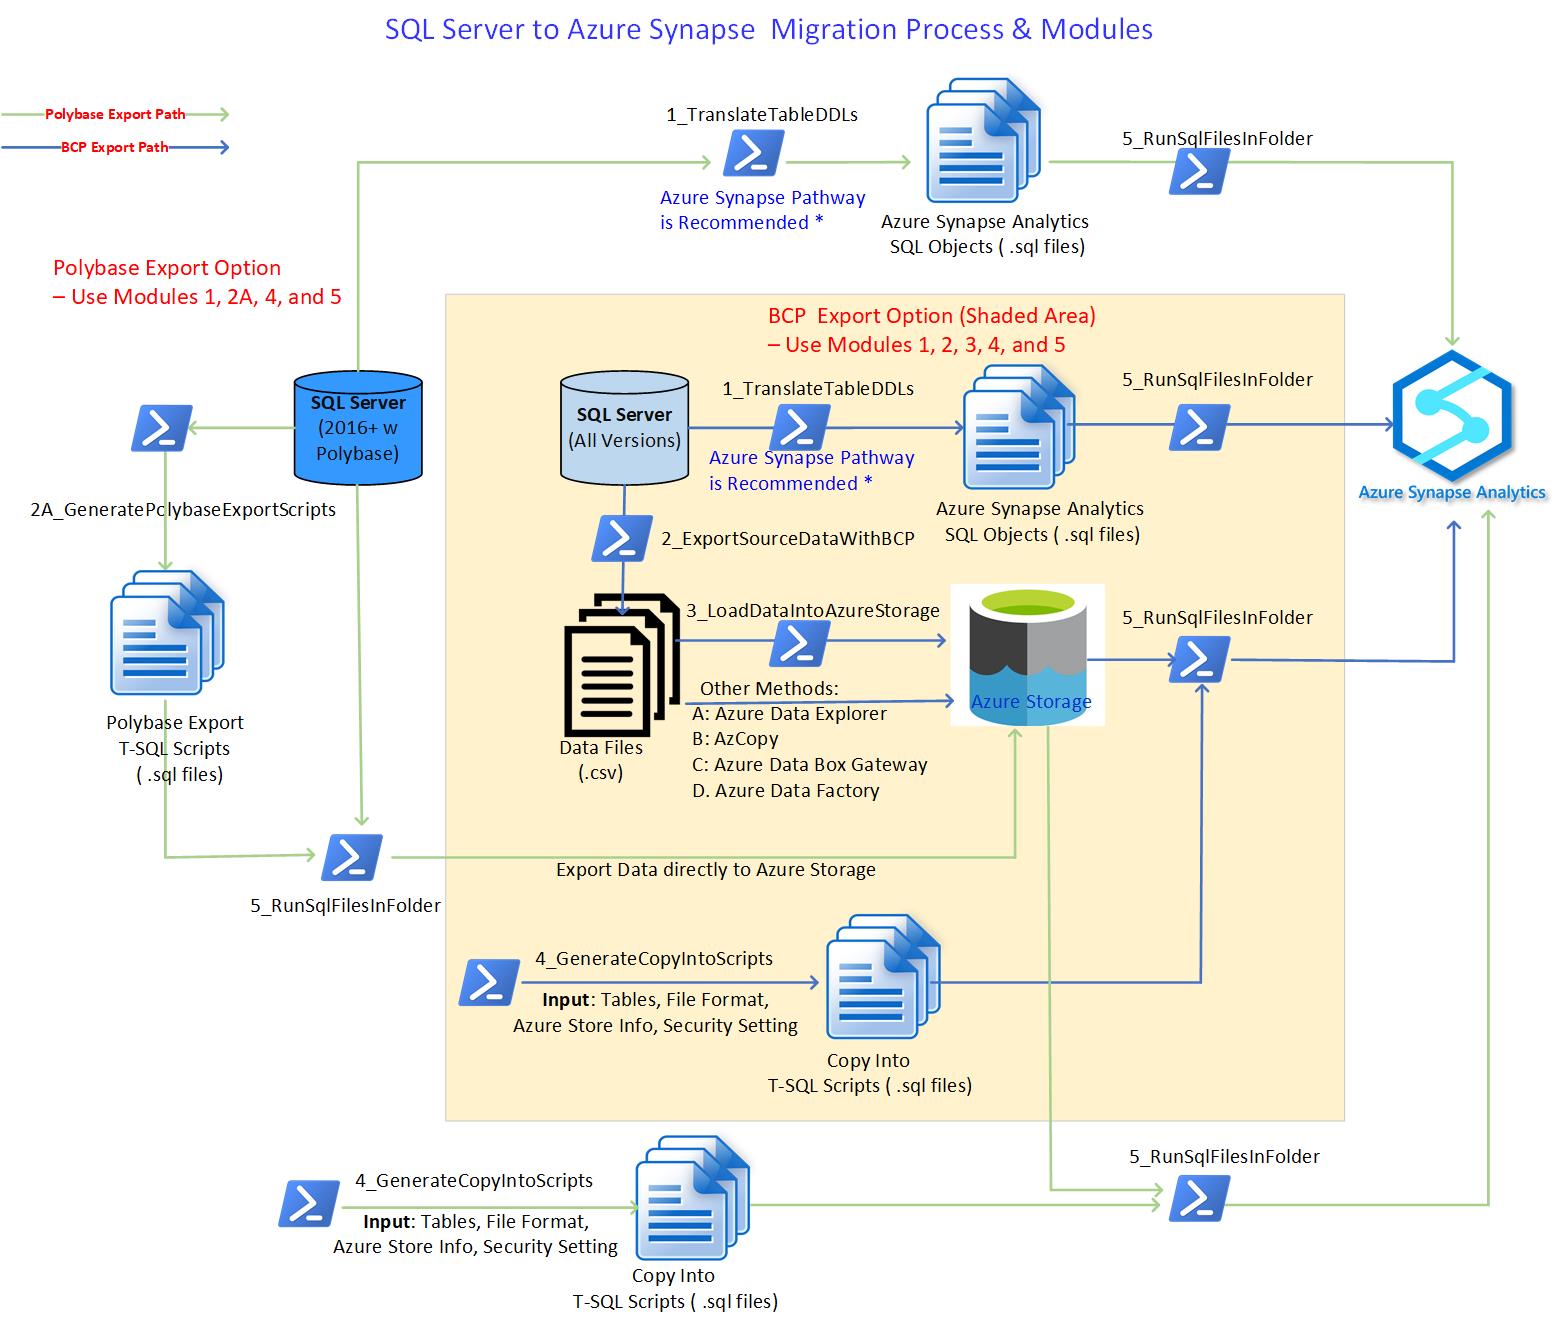 SQL Server to Azure Synapse  Migration Process & Modules
Polybase Export Path
BCP Export Path
1_TranslateTableDDLs
Azure Synapse Pathway
is Recommended *
Azure Synapse Analytics
SQL Objects ( .sql files)
5_RunSqlFilesInFolder
Polybase Export Option
– Use Modules 1, 2A, 4, and 5
BCP  Export Option (Shaded Area)
– Use Modules 1, 2, 3, 4, and 5
SQL Server
(2016+ w
Polybase)
2A_GeneratePolybaseExportScripts
Polybase Export
T-SQL Scripts
( .sql files)
5_RunSqlFilesInFolder
SQL Server
(All Versions)
1_TranslateTableDDLs
Azure Synapse Pathway
is Recommended *
Azure Synapse Analytics
SQL Objects ( .sql files)
5_RunSqlFilesInFolder
Azure Synapse Analytics
2_ExportSourceDataWithBCP
Data Files
(.csv)
3_LoadDataIntoAzureStorage
Other Methods:
A: Azure Data Explorer
B: AzCopy
C: Azure Data Box Gateway
D. Azure Data Factory
Azure Storage
5_RunSqlFilesInFolder
Export Data directly to Azure Storage
4_GenerateCopyIntoScripts
Input: Tables, File Format,
Azure Store Info, Security Setting
Copy Into
T-SQL Scripts ( .sql files)
4_GenerateCopyIntoScripts
Input: Tables, File Format,
Azure Store Info, Security Setting
Copy Into
T-SQL Scripts ( .sql files)
5_RunSqlFilesInFolder